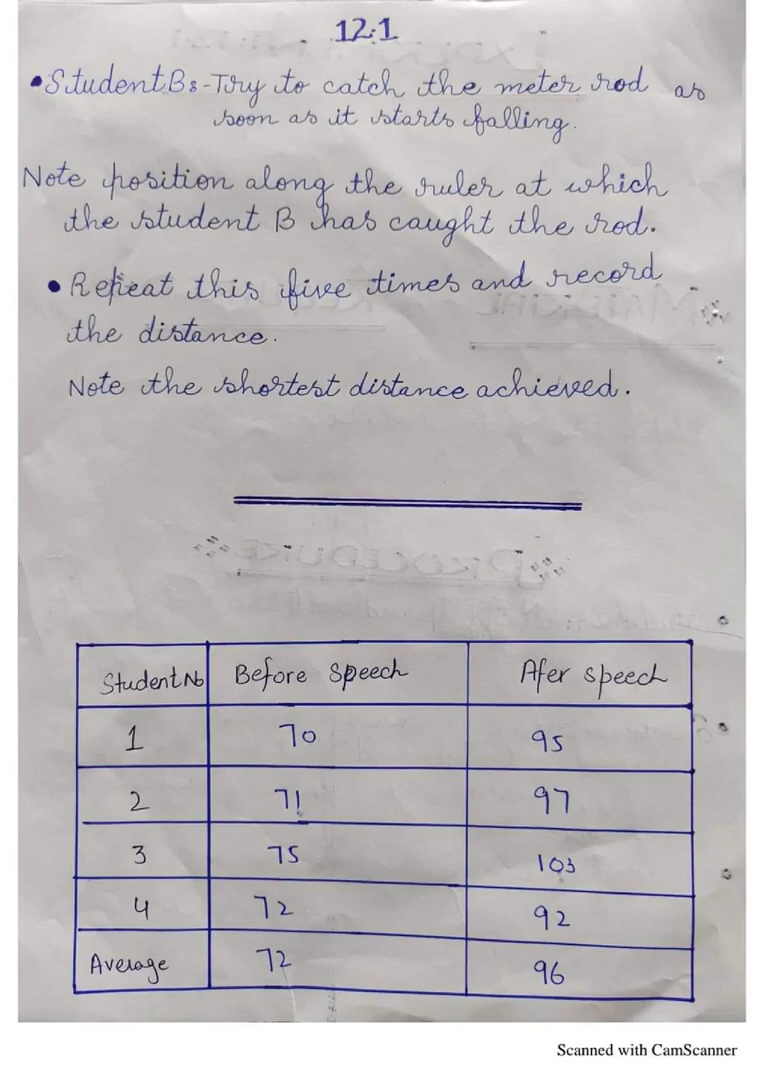 12.1
•Student Bs-Try to catch the meter rod as
soon as it starts falling.
Note position along the ruler at which
the student B has caught the rod.
• Repeat this five times and record
the distance.
Note the shortest distance achieved.
PROCEDURE
Student No Before speech Afer speech
1 70 95
2 71 97
3 75 103
4 72 92
Average 72 96
Scanned with CamScanner